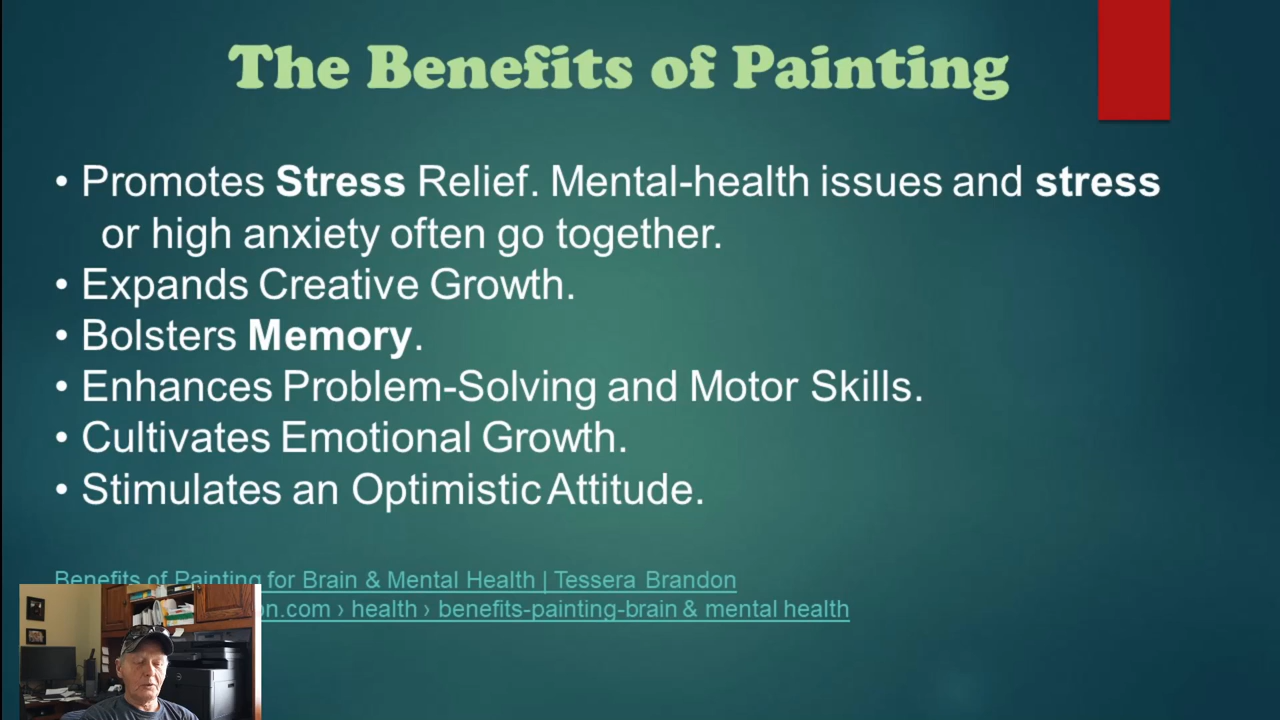 The Benefits of Painting
• Promotes Stress Relief. Mental-health issues and stress
or high anxiety often go together.
• Expands Creative Growth.
• Bolsters Memory.
• Enhances Problem-Solving and Motor Skills.
• Cultivates Emotional Growth.
• Stimulates an Optimistic Attitude.
Benefits of Painting for Brain & Mental Health | Tessera Brandon
on.com › health › benefits-painting-brain & mental health